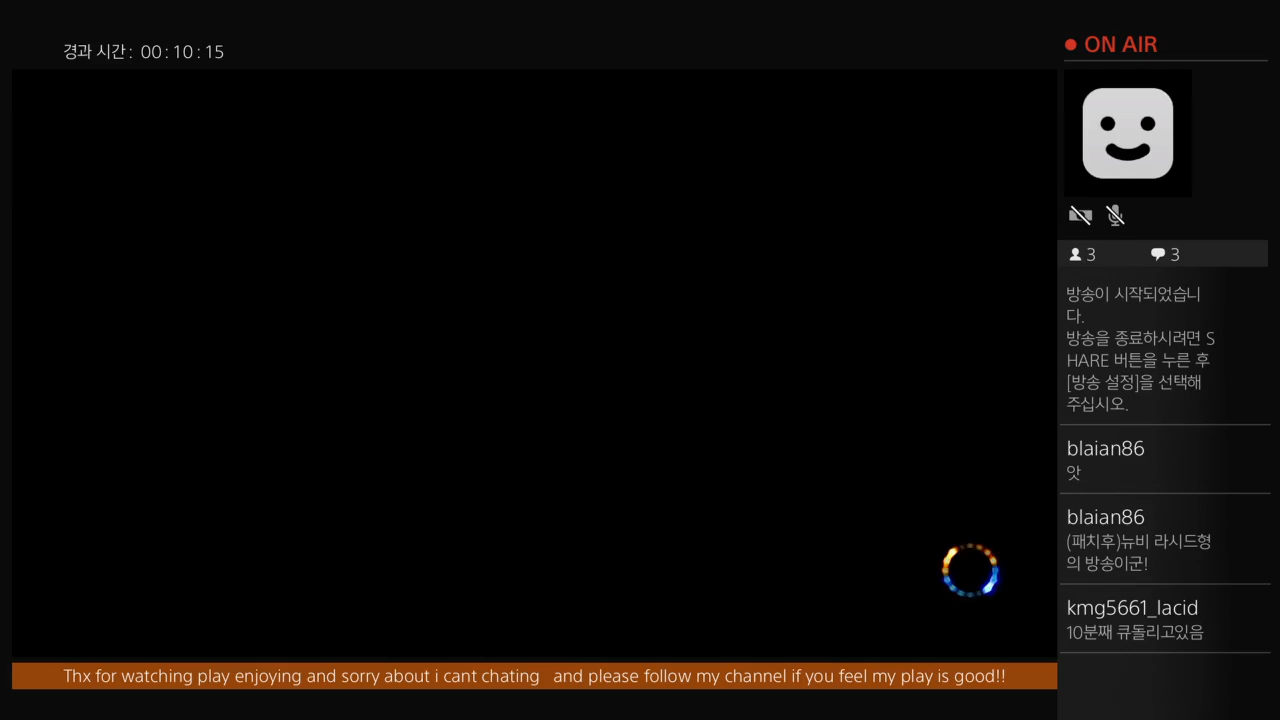 경과 시간 : 00 : 10 : 15
ON AIR
3 3
방송이 시작되었습니
다.
방송을 종료하시려면 S
HARE 버튼을 누른 후
[방송 설정]을 선택해
주십시오.
blaian86
앗
blaian86
(패치후)뉴비 라시드형
의 방송이군!
kmg5661_lacid
10분째 큐돌리고있음
Thx for watching play enjoying and sorry about i cant chating and please follow my channel if you feel my play is good!!